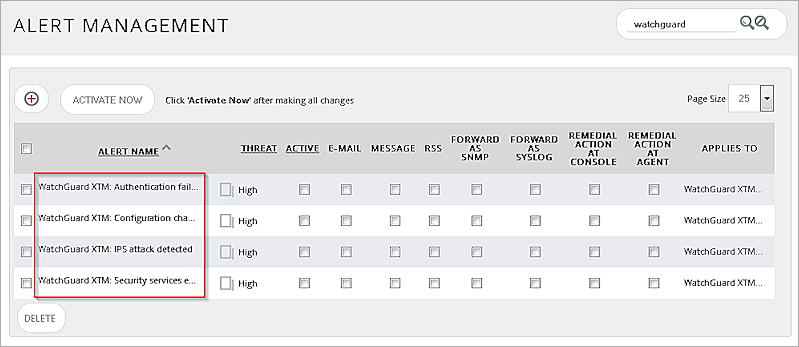 ALERT MANAGEMENT
watchguard
ACTIVATE NOW Click 'Activate Now' after making all changes Page Size 25
ALERT NAME THREAT ACTIVE E-MAIL MESSAGE RSS FORWARD AS SNMP FORWARD AS SYSLOG REMEDIAL ACTION AT CONSOLE REMEDIAL ACTION AT AGENT APPLIES TO
WatchGuard XTM: Authentication fail... High WatchGuard XTM...
WatchGuard XTM: Configuration cha... High WatchGuard XTM...
WatchGuard XTM: IPS attack detected High WatchGuard XTM...
WatchGuard XTM: Security services e... High WatchGuard XTM...
DELETE